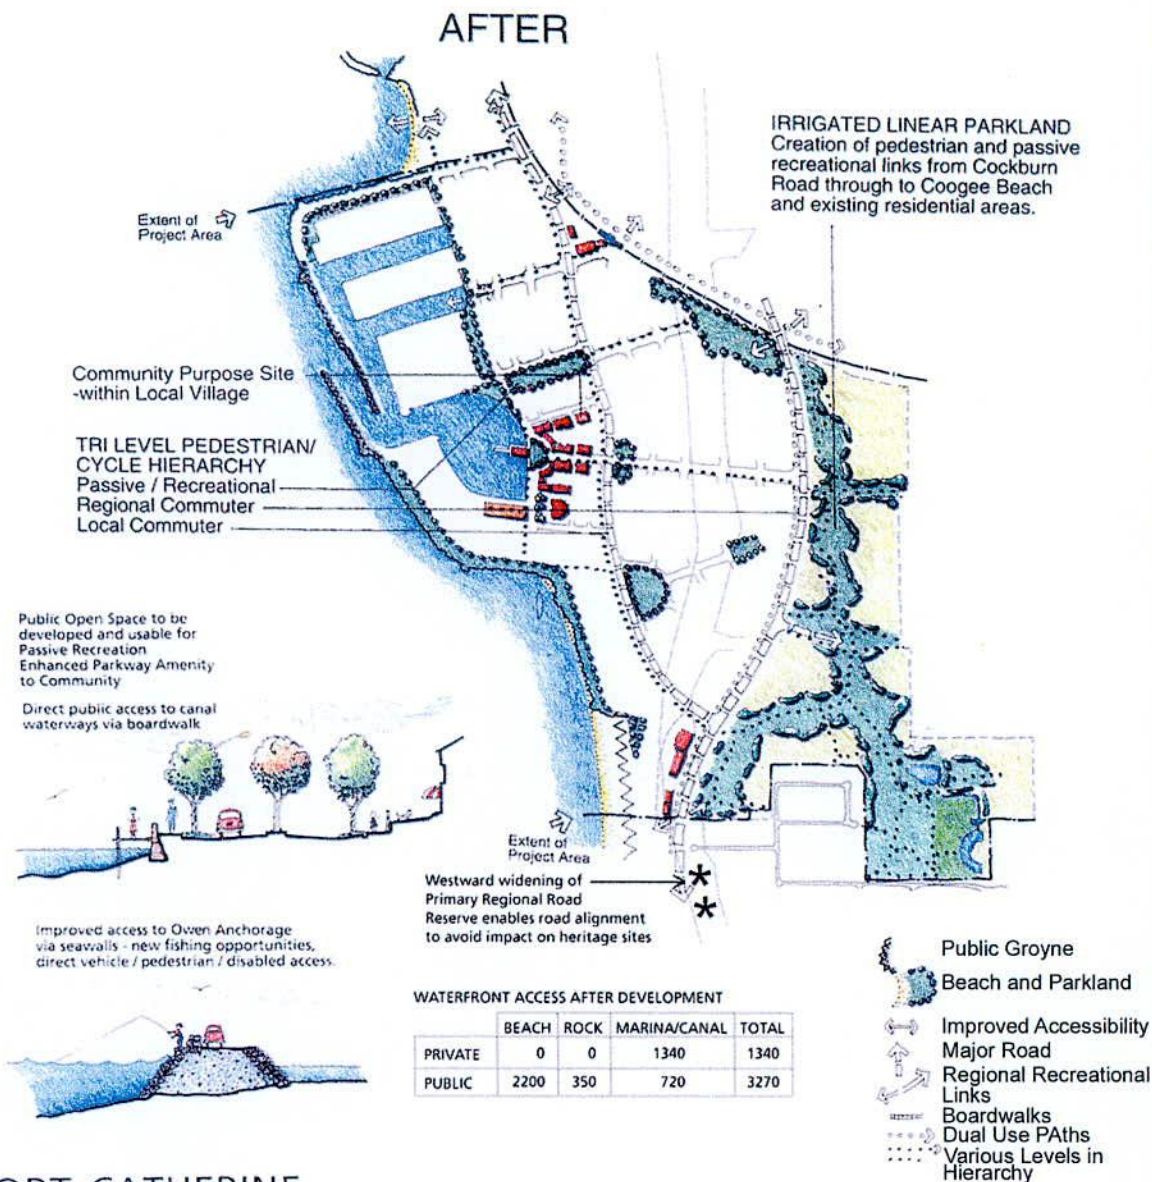 AFTER
IRRIGATED LINEAR PARKLAND
Creation of pedestrian and passive
recreational links from Cockburn
Road through to Coogee Beach
and existing residential areas.
Extent of
Project Area
Community Purpose Site
-within Local Village
TRI LEVEL PEDESTRIAN/
CYCLE HIERARCHY
Passive / Recreational
Regional Commuter
Local Commuter
Public Open Space to be
developed and usable for
Passive Recreation
Enhanced Parkway Amenity
to Community
Direct public access to canal
waterways via boardwalk
Extent of
Project Area
Westward widening of
Primary Regional Road
Reserve enables road alignment
to avoid impact on heritage sites
Improved access to Owen Anchorage
via seawalls - new fishing opportunities,
direct vehicle / pedestrian / disabled access.
WATERFRONT ACCESS AFTER DEVELOPMENT
BEACH ROCK MARINA/CANAL TOTAL
PRIVATE 0 0 1340 1340
PUBLIC 2200 350 720 3270
Public Groyne
Beach and Parkland
Improved Accessibility
Major Road
Regional Recreational
Links
Boardwalks
Dual Use PAths
Various Levels in
Hierarchy